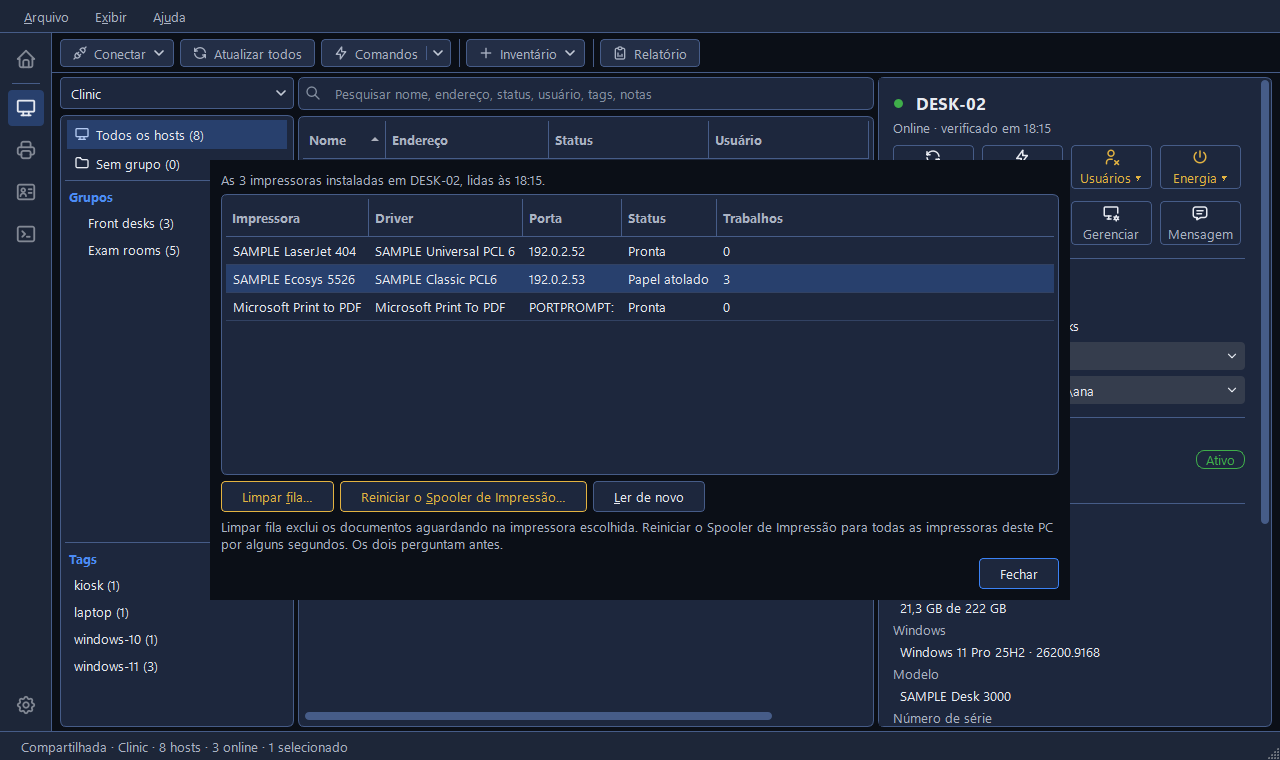 Arquivo Exibir Ajuda
Conectar Atualizar todos Comandos Inventário Relatório
Clinic
Pesquisar nome, endereço, status, usuário, tags, notas
Todos os hosts (8)
Sem grupo (0)
Grupos
Front desks (3)
Exam rooms (5)
Tags
kiosk (1)
laptop (1)
windows-10 (1)
windows-11 (3)
Nome Endereço Status Usuário
As 3 impressoras instaladas em DESK-02, lidas às 18:15.
Impressora Driver Porta Status Trabalhos
SAMPLE LaserJet 404 SAMPLE Universal PCL 6 192.0.2.52 Pronta 0
SAMPLE Ecosys 5526 SAMPLE Classic PCL6 192.0.2.53 Papel atolado 3
Microsoft Print to PDF Microsoft Print To PDF PORTPROMPT: Pronta 0
Limpar fila... Reiniciar o Spooler de Impressão... Ler de novo
Limpar fila exclui os documentos aguardando na impressora escolhida. Reiniciar o Spooler de Impressão para todas as impressoras deste PC
por alguns segundos. Os dois perguntam antes.
Fechar
DESK-02
Online · verificado em 18:15
Usuários Energia
Gerenciar Mensagem
ks
\ana
Ativo
21,3 GB de 222 GB
Windows
Windows 11 Pro 25H2 · 26200.9168
Modelo
SAMPLE Desk 3000
Número de série
Compartilhada · Clinic · 8 hosts · 3 online · 1 selecionado